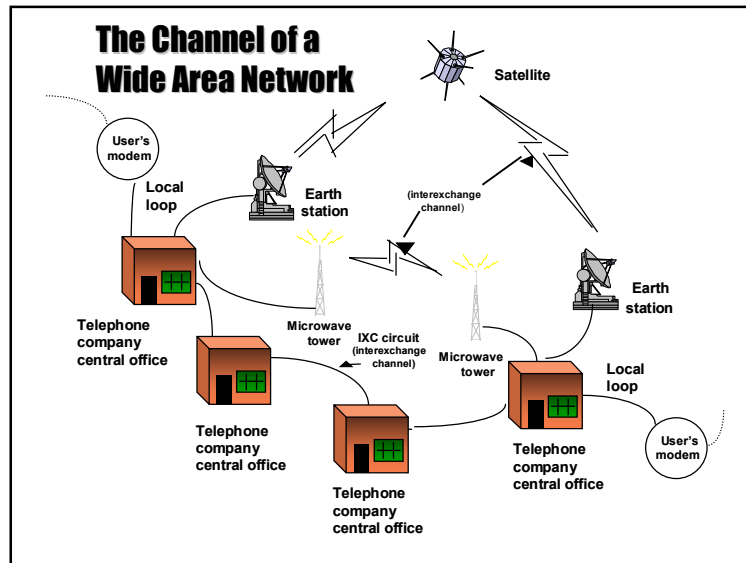 The Channel of a
Wide Area Network
Satellite
User's
modem
Local
loop
Earth
station
(interexchange
channel)
Earth
station
Telephone
company
central office
Microwave
tower
IXC circuit
(interexchange
channel)
Microwave
tower
Local
loop
User's
modem
Telephone
company
central office
Telephone
company
central office
Telephone
company
central office